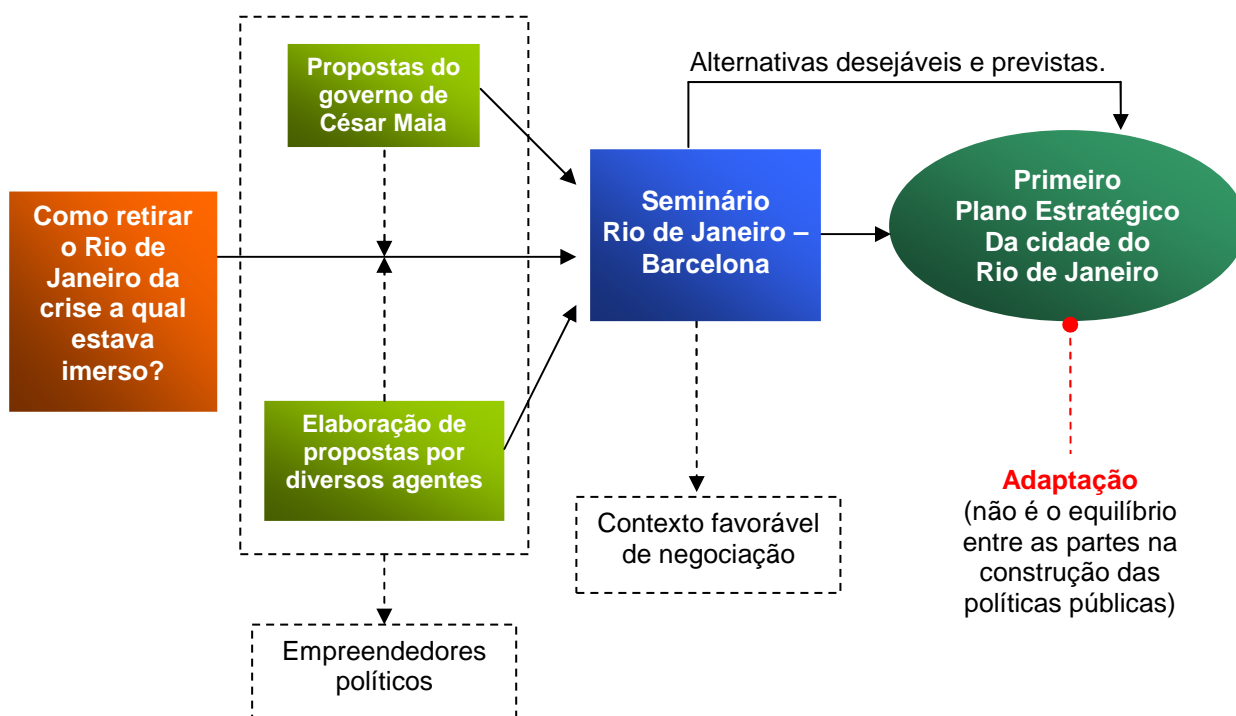 Alternativas desejáveis e previstas.
Propostas do
governo de
César Maia
Como retirar
o Rio de
Janeiro da
crise a qual
estava
imerso?
Seminário
Rio de Janeiro –
Barcelona
Primeiro
Plano Estratégico
Da cidade do
Rio de Janeiro
Elaboração de
propostas por
diversos agentes
Contexto favorável
de negociação
Adaptação
(não é o equilíbrio
entre as partes na
construção das
políticas públicas)
Empreendedores
políticos